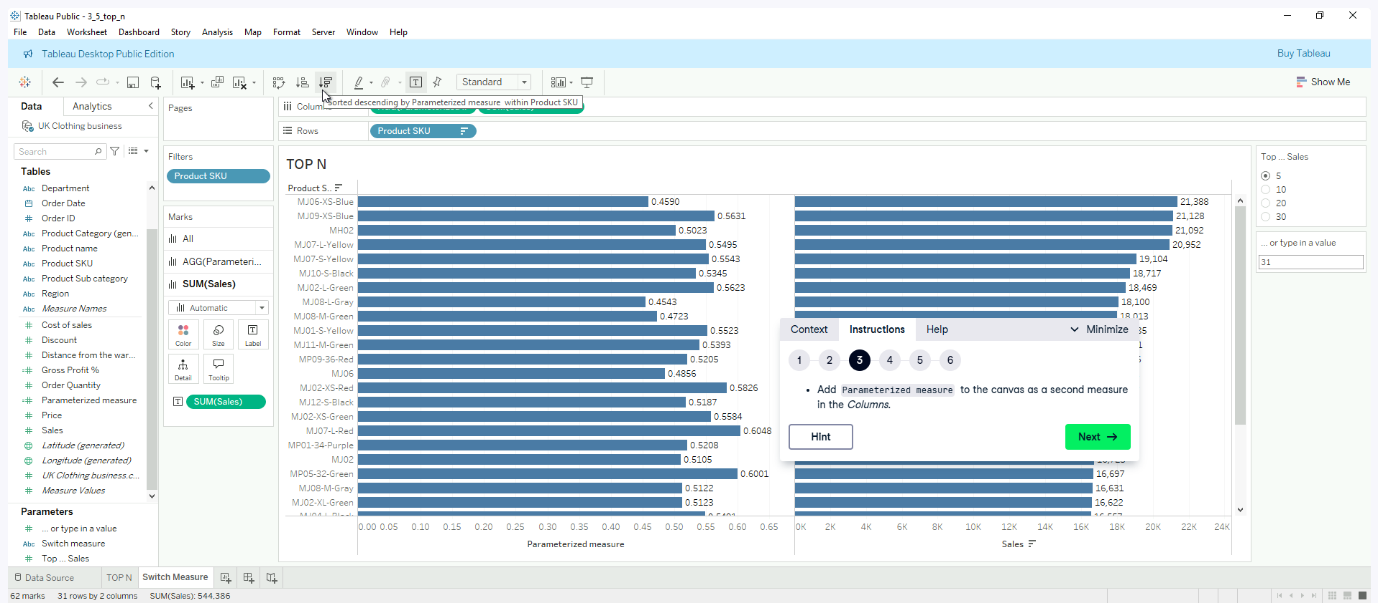 Tableau Public - 3_5_top_n
File Data Worksheet Dashboard Story Analysis Map Format Server Window Help
Tableau Desktop Public Edition Buy Tableau
Standard Show Me
Data Analytics
UK Clothing business
Search
Tables
Abc Department
Order Date
# Order ID
Abc Product Category (gen...
Abc Product name
Abc Product SKU
Abc Product Sub category
Abc Region
Abc Measure Names
# Cost of sales
# Discount
# Distance from the war...
=# Gross Profit %
# Order Quantity
=# Parameterized measure
# Price
# Sales
Latitude (generated)
Longitude (generated)
# UK Clothing business.c...
# Measure Values
Parameters
# ... or type in a value
Abc Switch measure
# Top ... Sales
Pages
Filters
Product SKU
Marks
All
AGG(Parameteri...
SUM(Sales)
Automatic
Color Size Label
Detail Tooltip
T SUM(Sales)
Colum
Sorted descending by Parameterized measure within Product SKU
Rows Product SKU
TOP N
Product S..
MJ06-XS-Blue 0.4590 21,388
MJ09-XS-Blue 0.5631 21,128
MH02 0.5023 21,092
MJ07-L-Yellow 0.5495 20,952
MJ07-S-Yellow 0.5543 19,104
MJ10-S-Black 0.5345 18,717
MJ02-L-Green 0.5623 18,469
MJ08-L-Gray 0.4543 18,100
MJ08-M-Green 0.4723 18,013
MJ01-S-Yellow 0.5523
MJ11-M-Green 0.5393
MP09-36-Red 0.5205
MJ06 0.4856
MJ02-XS-Red 0.5826
MJ12-S-Black 0.5187
MJ02-XS-Green 0.5584
MJ07-L-Red 0.6048
MP01-34-Purple 0.5208
MJ02 0.5105
MP05-32-Green 0.6001 16,697
MJ08-M-Gray 0.5122 16,631
MJ02-XL-Green 0.5123 16,622
0.00 0.05 0.10 0.15 0.20 0.25 0.30 0.35 0.40 0.45 0.50 0.55 0.60 0.65 0K 2K 4K 6K 8K 10K 12K 14K 16K 18K 20K 22K 24K
Parameterized measure Sales
Context Instructions Help Minimize
1 2 3 4 5 6
• Add Parameterized measure to the canvas as a second measure
in the Columns.
Hint Next →
Top ... Sales
5
10
20
30
... or type in a value
31
Data Source TOP N Switch Measure
62 marks 31 rows by 2 columns SUM(Sales): 544,386